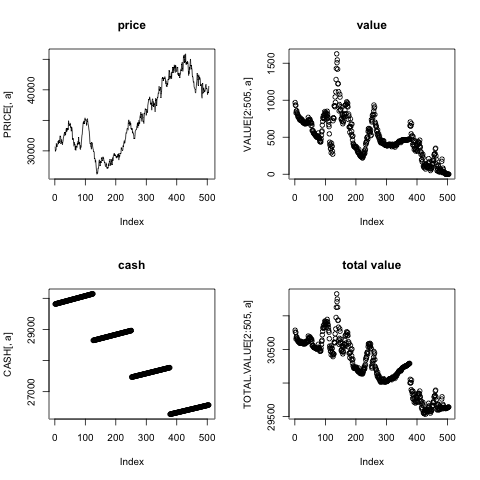 price
PRICE[, a]
30000
40000
0 100 200 300 400 500
Index
value
VALUE[2:505, a]
0
500
1000
1500
0 100 200 300 400 500
Index
cash
CASH[, a]
27000
29000
0 100 200 300 400 500
Index
total value
TOTAL.VALUE[2:505, a]
29500
30500
0 100 200 300 400 500
Index